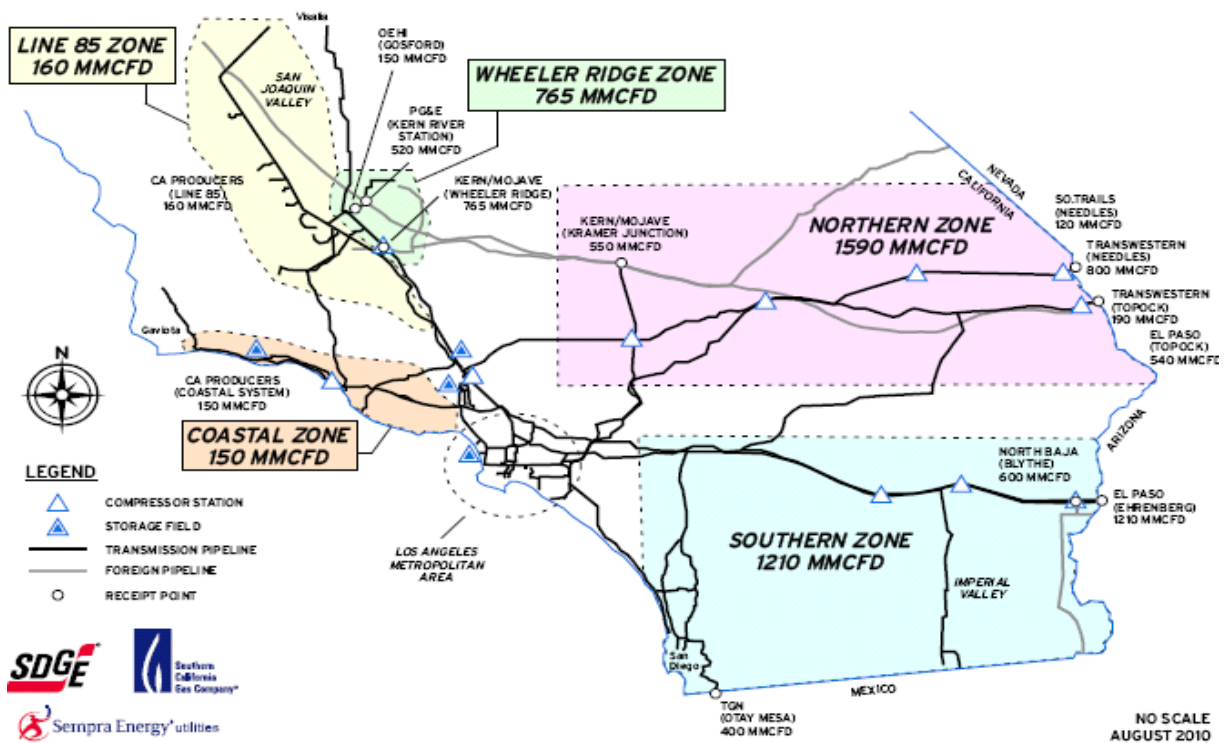 Visalia
OEHI
(GOSFORD)
150 MMCFD
LINE 85 ZONE
160 MMCFD
SAN
JOAQUIN
VALLEY
WHEELER RIDGE ZONE
765 MMCFD
PG&E
(KERN RIVER
STATION)
520 MMCFD
CA PRODUCERS
(LINE 85)
160 MMCFD
KERN/MOJAVE
(WHEELER RIDGE)
765 MMCFD
KERN/MOJAVE
(KRAMER JUNCTION)
550 MMCFD
NORTHERN ZONE
1590 MMCFD
NEVADA
CALIFORNIA
SO.TRAILS
(NEEDLES)
120 MMCFD
TRANSWESTERN
(NEEDLES)
800 MMCFD
TRANSWESTERN
(TOPOCK)
190 MMCFD
EL PASO
(TOPOCK)
540 MMCFD
Gaviota
N
CA PRODUCERS
(COASTAL SYSTEM)
150 MMCFD
COASTAL ZONE
150 MMCFD
ARIZONA
NORTH BAJA
(BLYTHE)
600 MMCFD
EL PASO
(EHRENBERG)
1210 MMCFD
LEGEND
COMPRESSOR STATION
STORAGE FIELD
TRANSMISSION PIPELINE
FOREIGN PIPELINE
RECEIPT POINT
LOS ANGELES
METROPOLITAN
AREA
SOUTHERN ZONE
1210 MMCFD
IMPERIAL
VALLEY
San
Diego
MEXICO
TGN
(OTAY MESA)
400 MMCFD
SDGE
Southern
California
Gas Company®
Sempra Energy® utilities
NO SCALE
AUGUST 2010